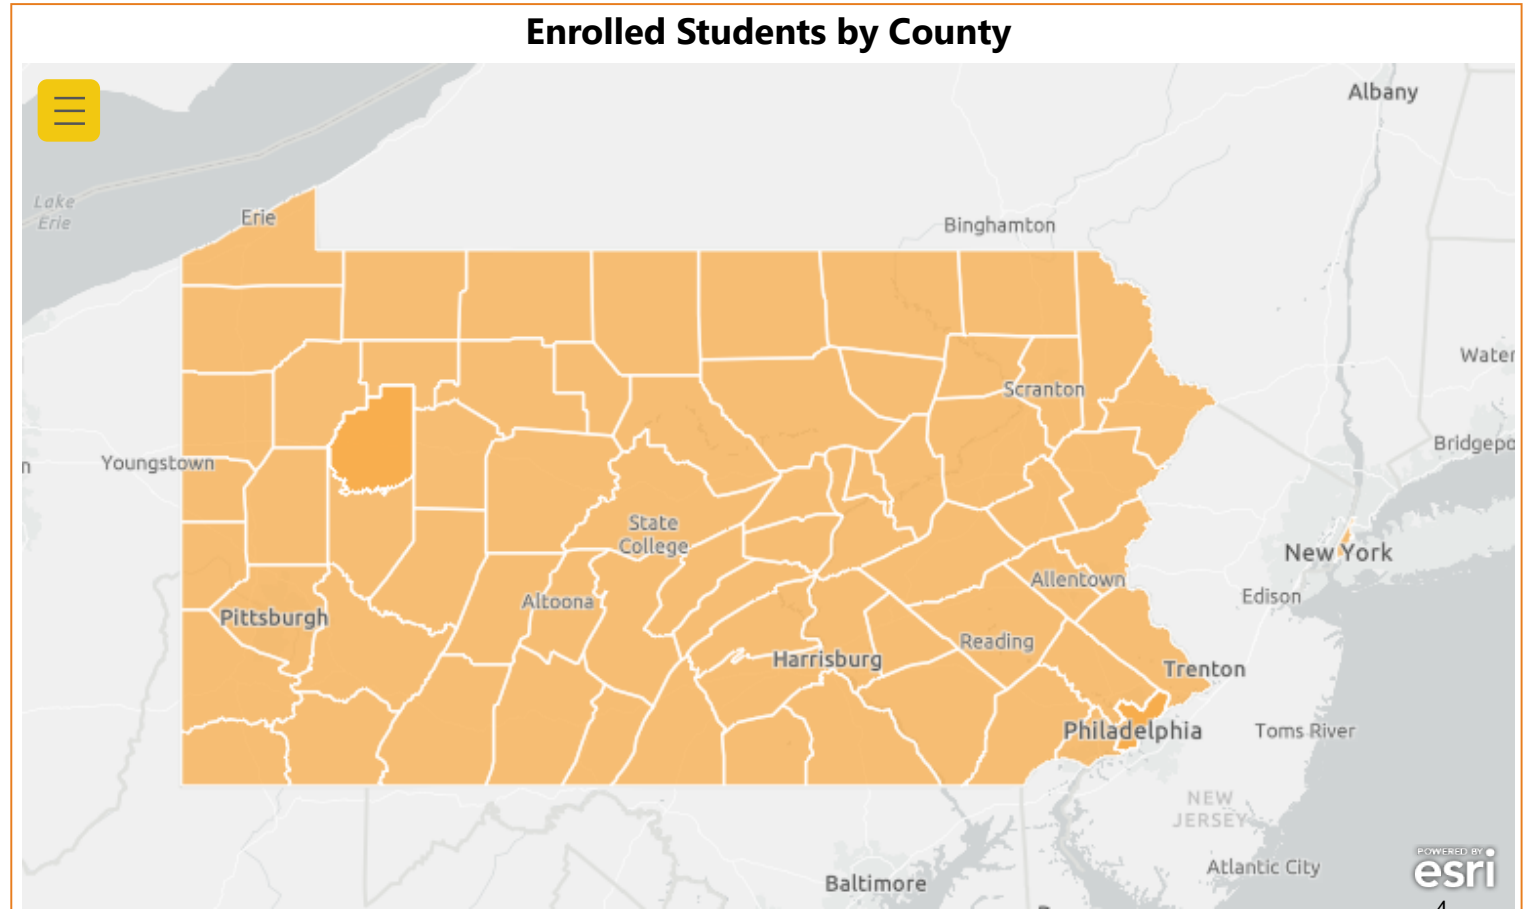 Enrolled Students by County
Albany
Lake
Erie
Erie
Binghamton
Water
Scranton
Bridgepo
Youngstown
n
State
College
New York
Allentown
Edison
Altoona
Pittsburgh
Reading
Harrisburg
Trenton
Philadelphia
Toms River
NEW
JERSEY
POWERED BY
esri
Atlantic City
Baltimore